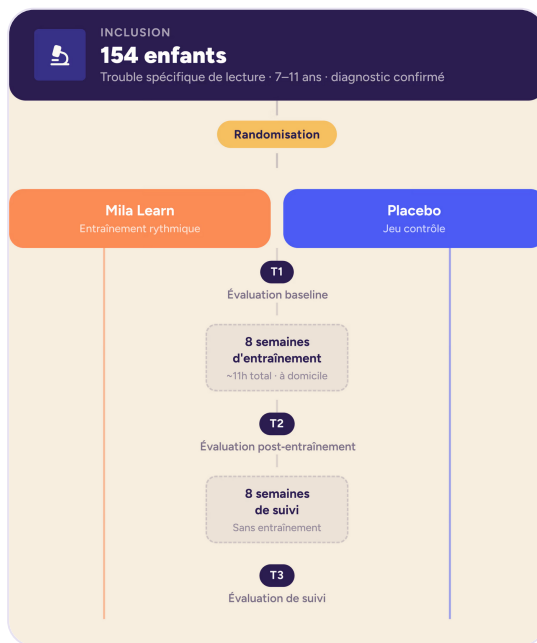 INCLUSION
154 enfants
Trouble spécifique de lecture · 7–11 ans · diagnostic confirmé
Randomisation
Mila Learn
Entraînement rythmique
Placebo
Jeu contrôle
T1
Évaluation baseline
8 semaines
d'entraînement
~11h total · à domicile
T2
Évaluation post-entraînement
8 semaines
de suivi
Sans entraînement
T3
Évaluation de suivi